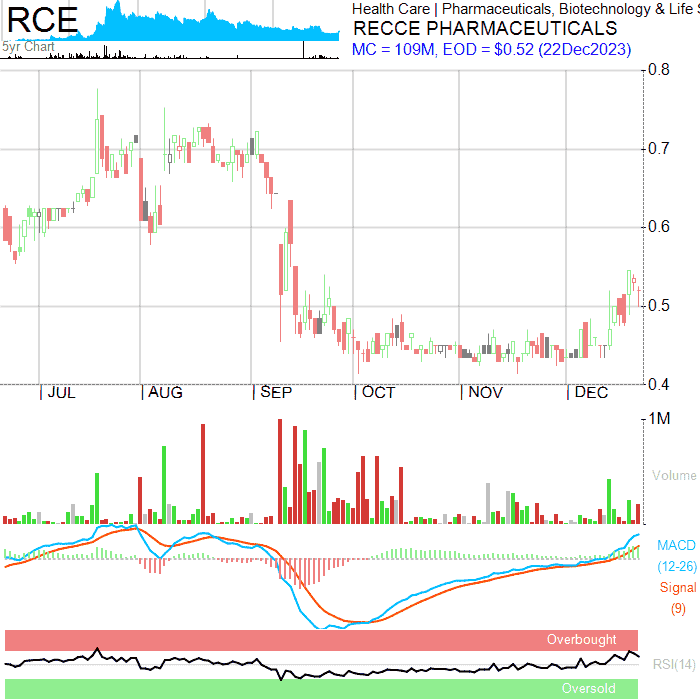 RCE
5yr Chart
Health Care | Pharmaceuticals, Biotechnology & Life S
RECCE PHARMACEUTICALS
MC = 109M, EOD = $0.52 (22Dec2023)
0.8
0.7
0.6
0.5
0.4
JUL AUG SEP OCT NOV DEC
1M
Volume
MACD
(12-26)
Signal
(9)
Overbought
RSI(14)
Oversold